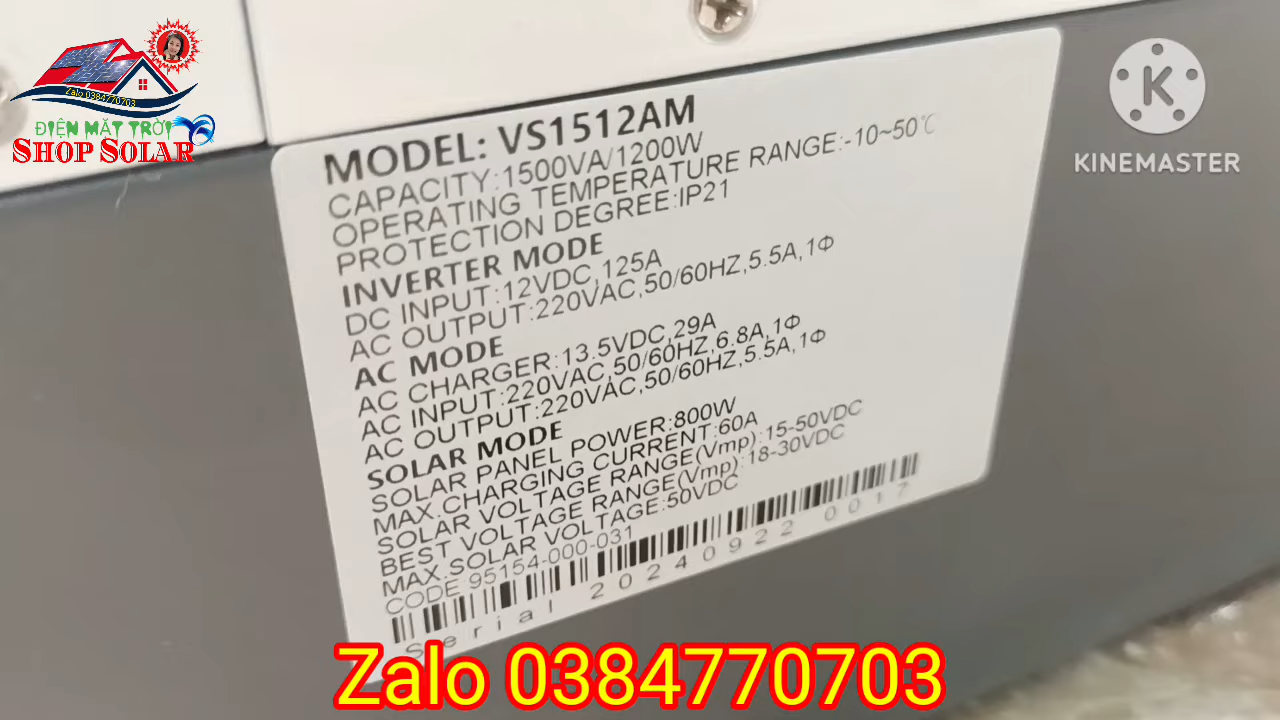 Zalo 0384770703
ĐIỆN MẶT TRỜI
SHOP SOLAR
K
KINEMASTER
MODEL: VS1512AM
CAPACITY:1500VA/1200W
OPERATING TEMPERATURE RANGE:-10~50℃
PROTECTION DEGREE:IP21
INVERTER MODE
DC INPUT:12VDC,125A
AC OUTPUT:220VAC,50/60HZ,5.5A,1Φ
AC MODE
AC CHARGER:13.5VDC,29A
AC INPUT:220VAC,50/60HZ,6.8A,1Φ
AC OUTPUT:220VAC,50/60HZ,5.5A,1Φ
SOLAR MODE
SOLAR PANEL POWER:800W
MAX.CHARGING CURRENT:60A
SOLAR VOLTAGE RANGE(Vmp):15-50VDC
BEST VOLTAGE RANGE(Vmp):18-30VDC
MAX.SOLAR VOLTAGE:50VDC
CODE 95154-000-031
Serial 20240922 0017
Zalo 0384770703